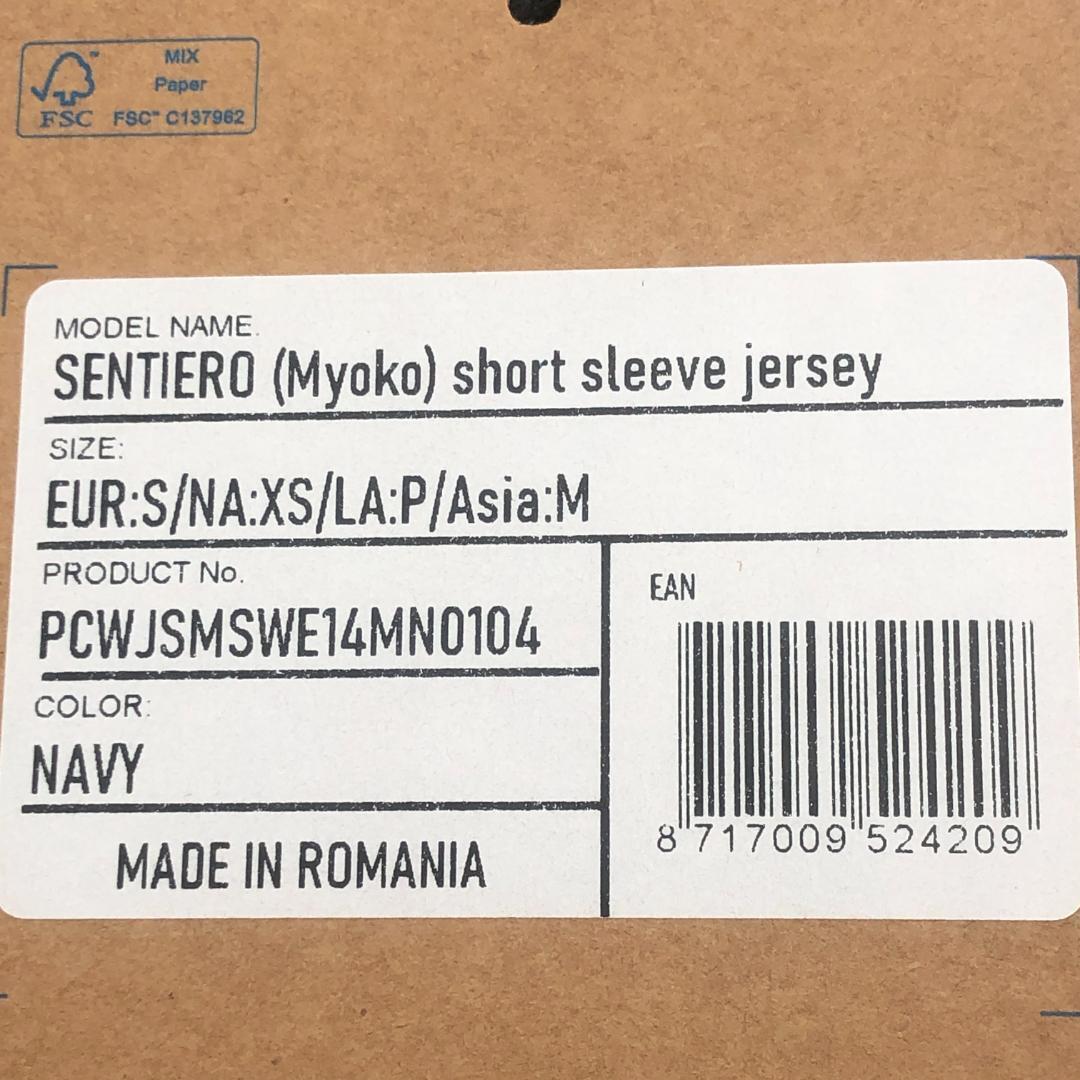 MIX
Paper
FSC™ FSC™ C137962
MODEL NAME.
SENTIERO (Myoko) short sleeve jersey
SIZE:
EUR:S/NA:XS/LA:P/Asia:M
PRODUCT No.
PCWJSMSWE14MN0104
COLOR:
NAVY
MADE IN ROMANIA
EAN
8 717009 524209